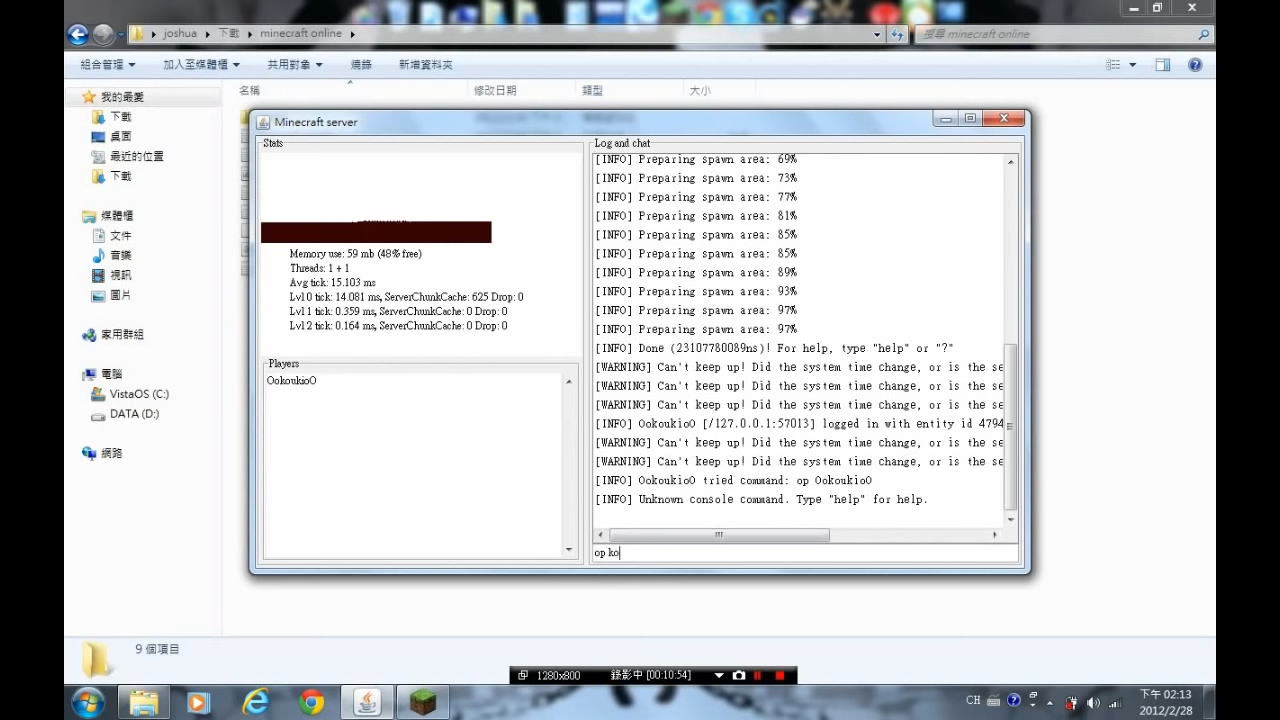 joshua ▸ 下載 ▸ minecraft online ▸
搜尋 minecraft online
組合管理 ▼ 加入至媒體櫃 ▼ 共用對象 ▼ 燒錄 新增資料夾
我的最愛
下載
桌面
最近的位置
下載
媒體櫃
文件
音樂
視訊
圖片
家用群組
電腦
VistaOS (C:)
DATA (D:)
網路
名稱 修改日期 類型 大小
Minecraft server
Stats
Memory use: 59 mb (48% free)
Threads: 1 + 1
Avg tick: 15.103 ms
Lvl 0 tick: 14.081 ms, ServerChunkCache: 625 Drop: 0
Lvl 1 tick: 0.359 ms, ServerChunkCache: 0 Drop: 0
Lvl 2 tick: 0.164 ms, ServerChunkCache: 0 Drop: 0
Players
OokoukioO
Log and chat
[INFO] Preparing spawn area: 69%
[INFO] Preparing spawn area: 73%
[INFO] Preparing spawn area: 77%
[INFO] Preparing spawn area: 81%
[INFO] Preparing spawn area: 85%
[INFO] Preparing spawn area: 85%
[INFO] Preparing spawn area: 89%
[INFO] Preparing spawn area: 93%
[INFO] Preparing spawn area: 97%
[INFO] Preparing spawn area: 97%
[INFO] Done (23107780089ns)! For help, type "help" or "?"
[WARNING] Can't keep up! Did the system time change, or is the se
[WARNING] Can't keep up! Did the system time change, or is the se
[WARNING] Can't keep up! Did the system time change, or is the se
[INFO] OokoukioO [/127.0.0.1:57013] logged in with entity id 4794
[WARNING] Can't keep up! Did the system time change, or is the se
[WARNING] Can't keep up! Did the system time change, or is the se
[INFO] OokoukioO tried command: op OokoukioO
[INFO] Unknown console command. Type "help" for help.
op ko
9 個項目
1280x800 錄影中 [00:10:54]
CH
下午 02:13
2012/2/28